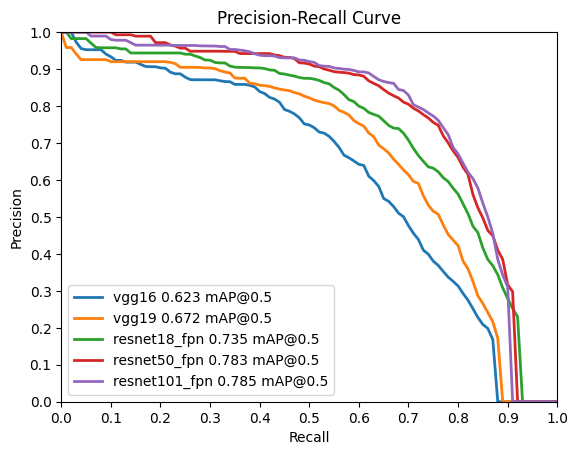 Precision-Recall Curve
1.0
0.9
0.8
0.7
0.6
0.5
0.4
0.3
0.2
0.1
0.0
Precision
vgg16 0.623 mAP@0.5
vgg19 0.672 mAP@0.5
resnet18_fpn 0.735 mAP@0.5
resnet50_fpn 0.783 mAP@0.5
resnet101_fpn 0.785 mAP@0.5
0.0 0.1 0.2 0.3 0.4 0.5 0.6 0.7 0.8 0.9 1.0
Recall